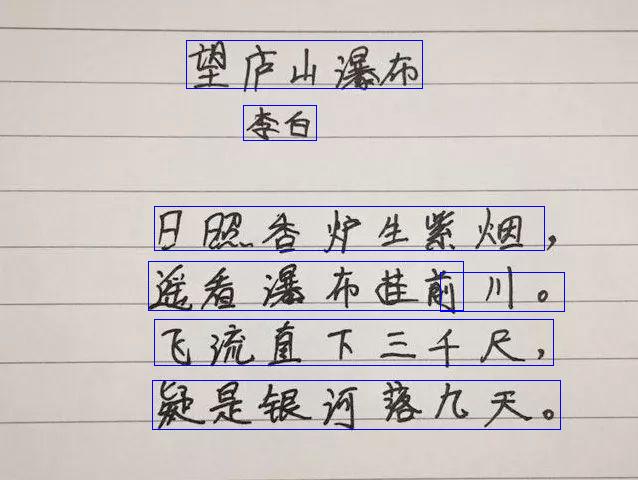 望庐山瀑布
李白
日照香炉生紫烟，
遥看瀑布挂前川。
飞流直下三千尺，
疑是银河落九天。